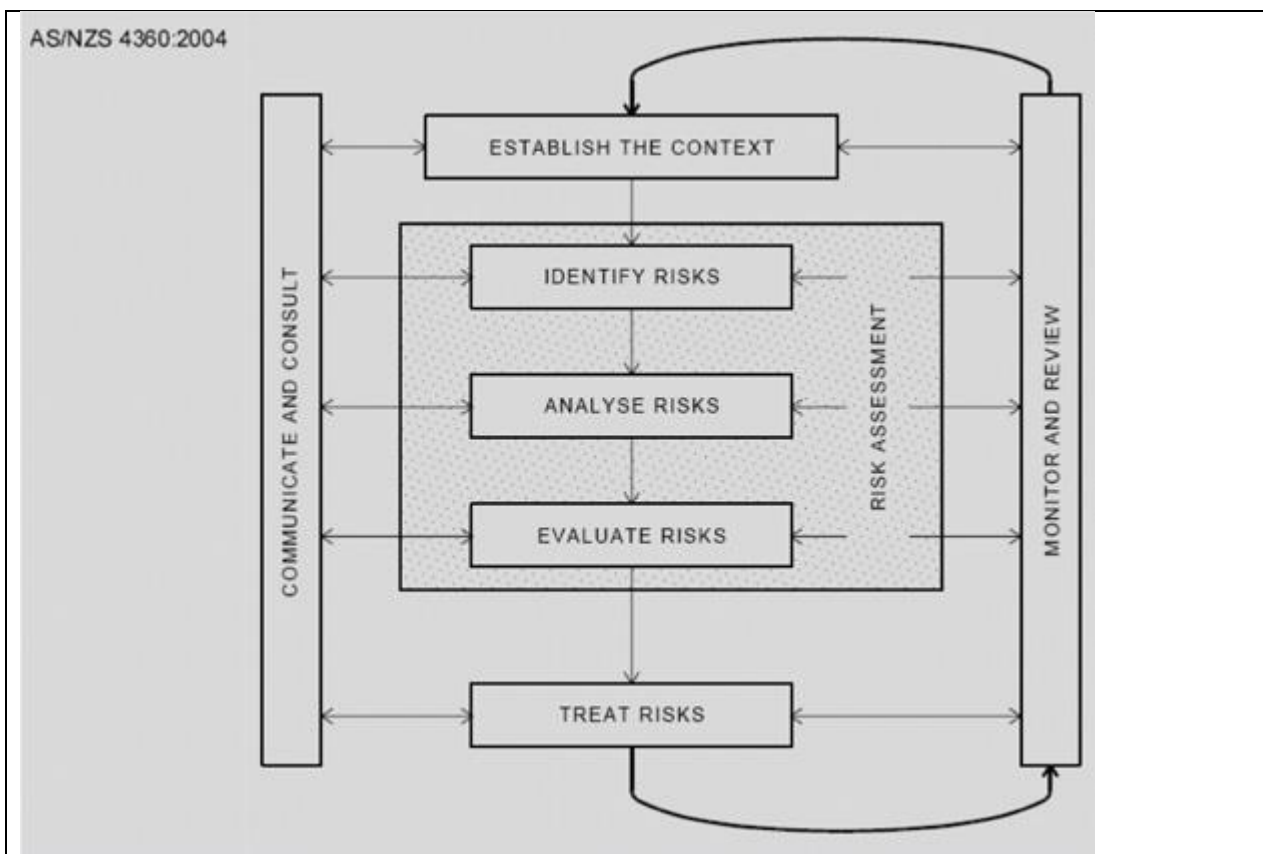 AS/NZS 4360:2004
ESTABLISH THE CONTEXT
COMMUNICATE AND CONSULT
IDENTIFY RISKS
ANALYSE RISKS
EVALUATE RISKS
RISK ASSESSMENT
MONITOR AND REVIEW
TREAT RISKS